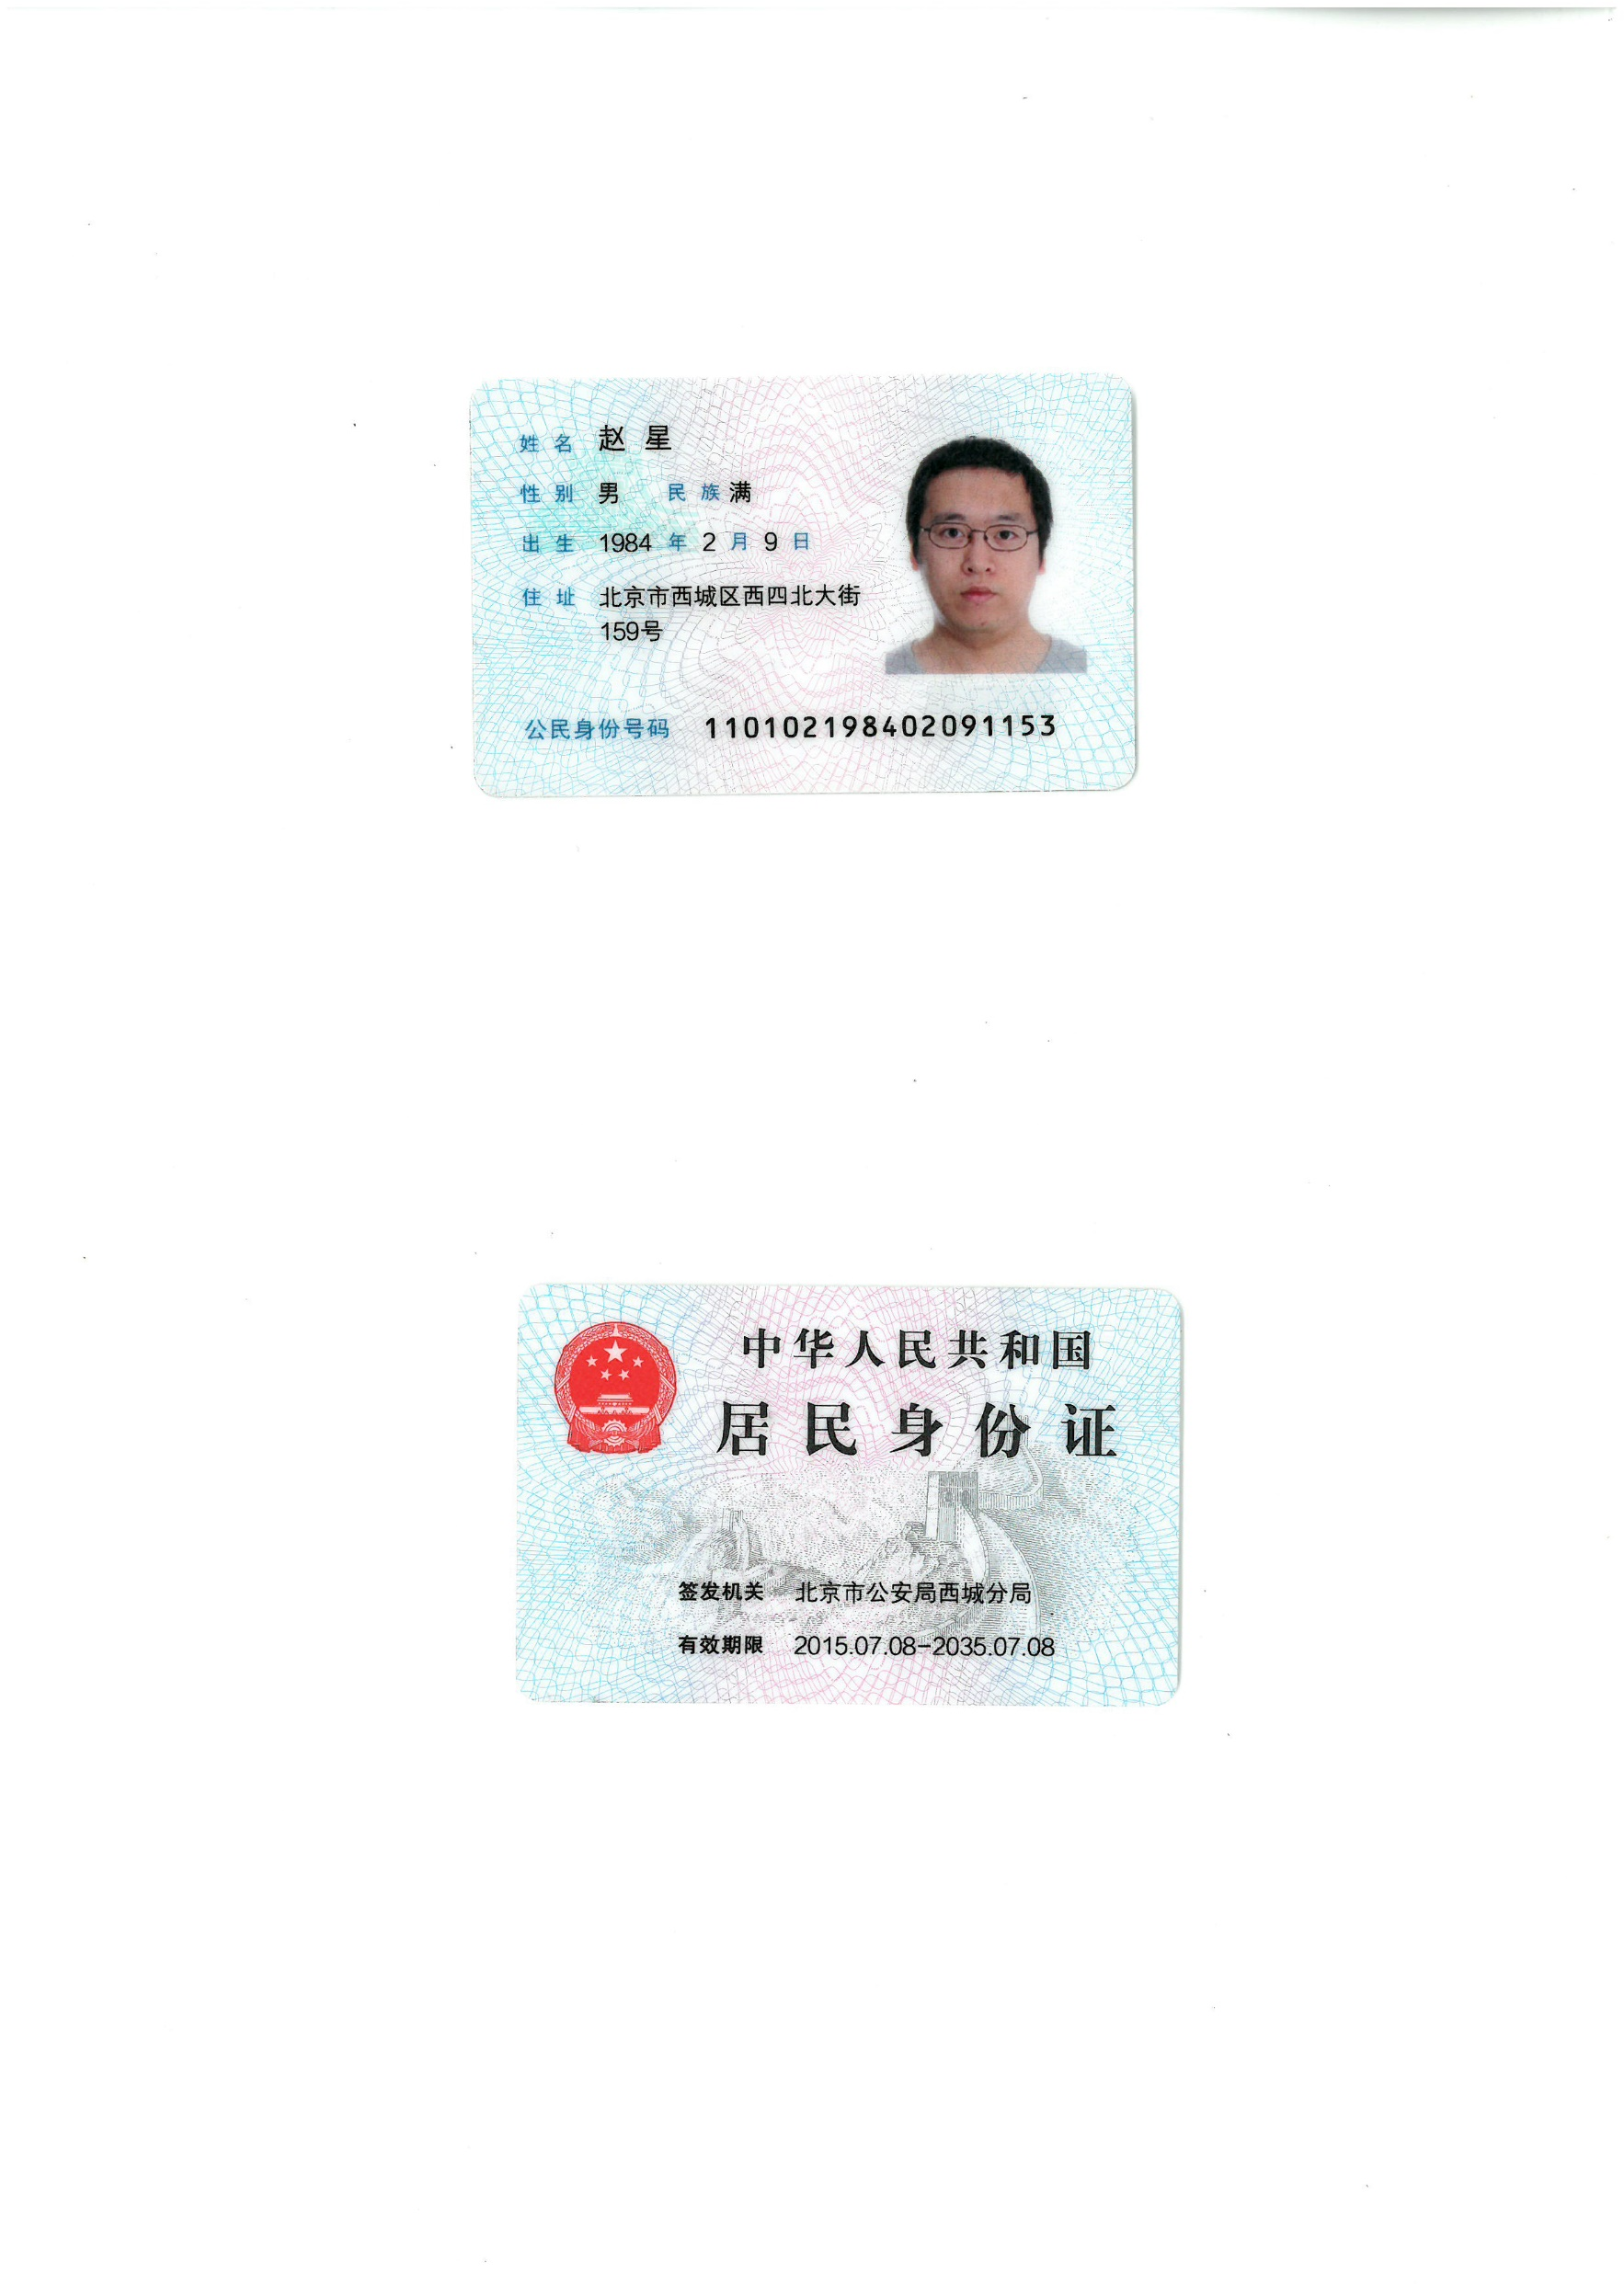 姓名 赵星
性别 男 民族 满
出生 1984 年 2 月 9 日
住址 北京市西城区西四北大街
159号
公民身份号码 110102198402091153
中华人民共和国
居民身份证
签发机关 北京市公安局西城分局
有效期限 2015.07.08-2035.07.08